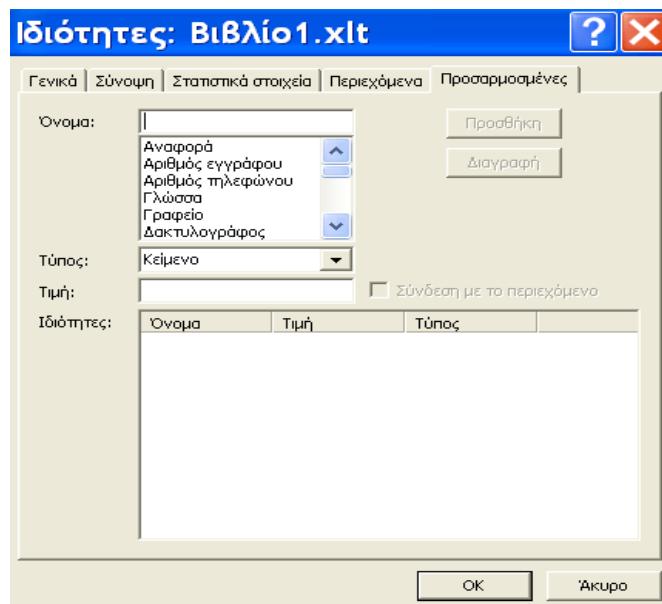 Ιδιότητες: Βιβλίο1.xlt
Γενικά Σύνοψη Στατιστικά στοιχεία Περιεχόμενα Προσαρμοσμένες
Όνομα:
Προσθήκη
Αναφορά
Αριθμός εγγράφου
Διαγραφή
Αριθμός τηλεφώνου
Γλώσσα
Γραφείο
Δακτυλογράφος
Τύπος: Κείμενο
Τιμή: Σύνδεση με το περιεχόμενο
Ιδιότητες: Όνομα Τιμή Τύπος
OK Άκυρο